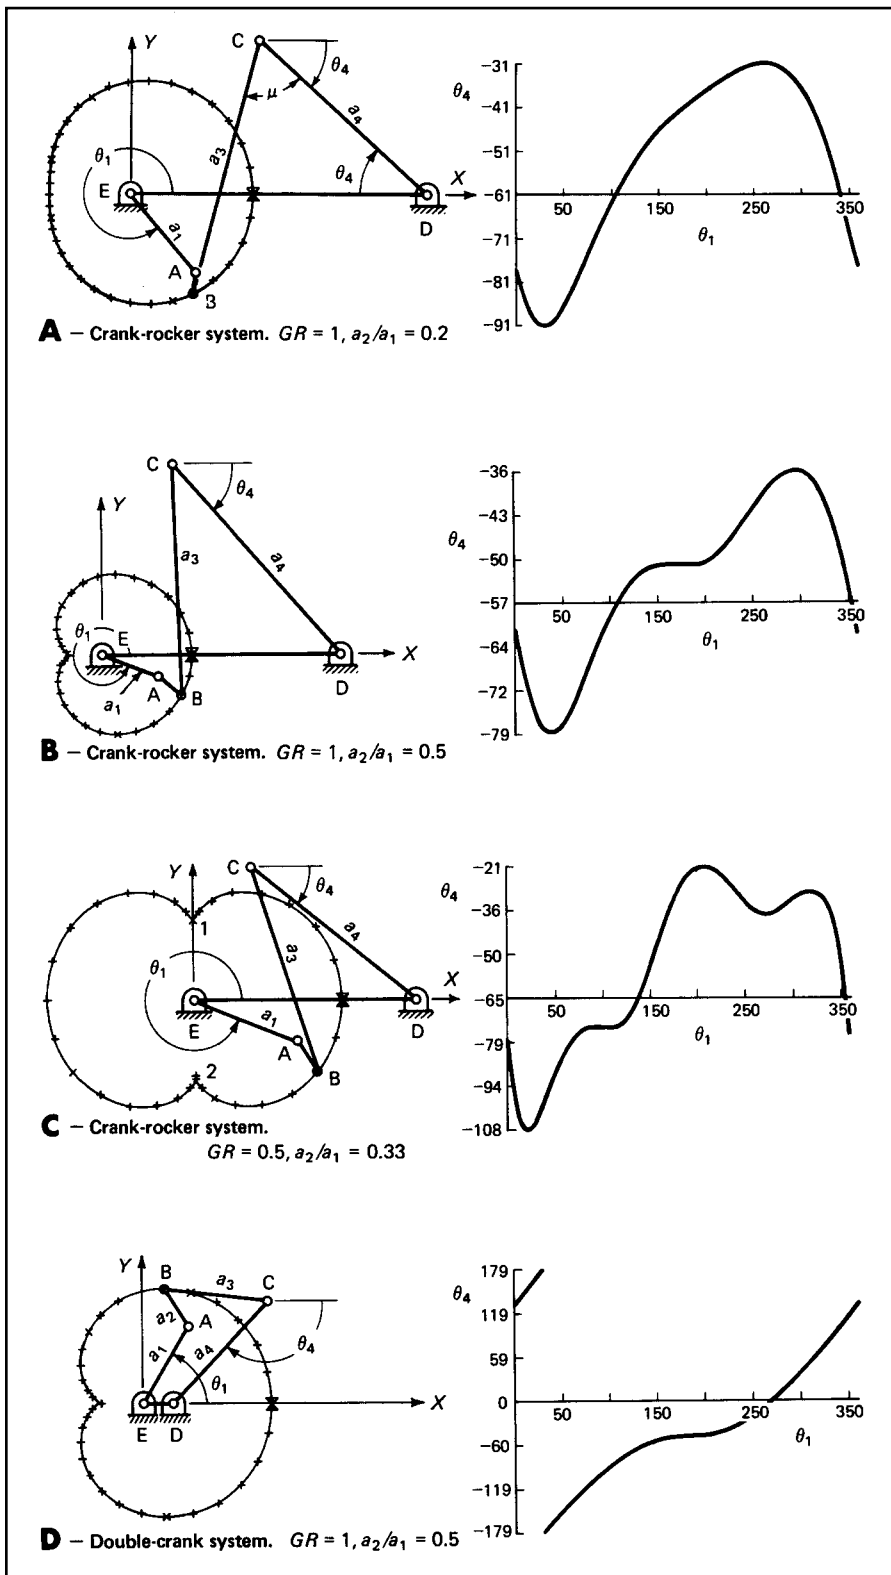 Y
C
θ4
μ
a3
a4
θ1
θ4
E
X
D
a1
A
B
θ4
-31
-41
-51
-61
-71
-81
-91
50 150 250 350
θ1
A – Crank-rocker system. GR = 1, a2/a1 = 0.2
C
θ4
Y
a3
a4
θ1
E
X
D
A
B
a1
θ4
-36
-43
-50
-57
-64
-72
-79
50 150 250 350
θ1
B – Crank-rocker system. GR = 1, a2/a1 = 0.5
Y
C
θ4
1
a4
a3
θ1
X
E
a1
D
A
2
B
θ4
-21
-36
-50
-65
-79
-94
-108
50 150 250 350
θ1
C – Crank-rocker system.
GR = 0.5, a2/a1 = 0.33
Y
B
a3
C
a2
A
a1
a4
θ4
θ1
X
E
D
θ4
179
119
59
0
-60
-119
-179
50 150 250 350
θ1
D – Double-crank system. GR = 1, a2/a1 = 0.5